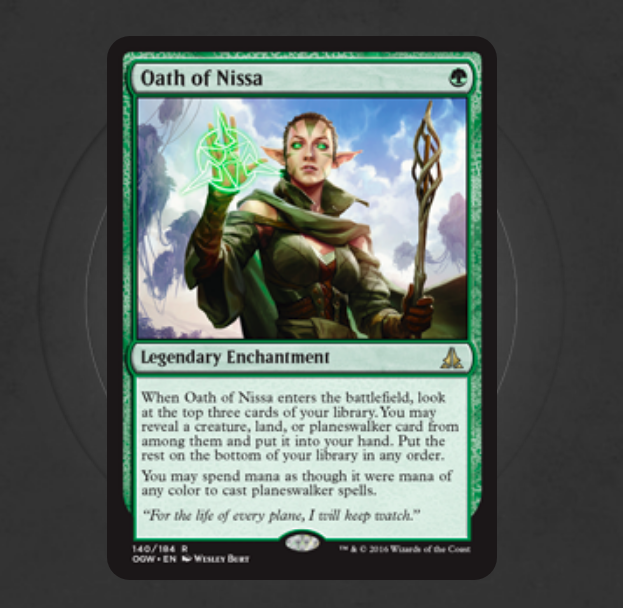 Oath of Nissa
Legendary Enchantment
When Oath of Nissa enters the battlefield, look
at the top three cards of your library. You may
reveal a creature, land, or planeswalker card from
among them and put it into your hand. Put the
rest on the bottom of your library in any order.
You may spend mana as though it were mana of
any color to cast planeswalker spells.
“For the life of every plane, I will keep watch.”
140/184 R
OGW • EN Wesley Burt
™ & © 2016 Wizards of the Coast